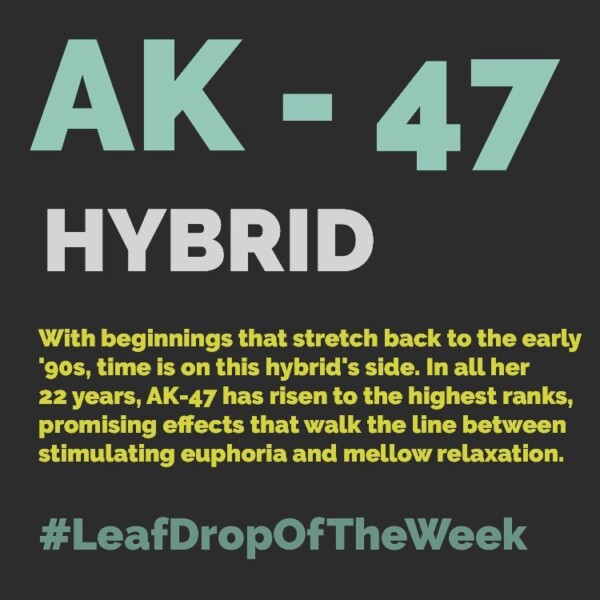 AK - 47
HYBRID
With beginnings that stretch back to the early
'90s, time is on this hybrid's side. In all her
22 years, AK-47 has risen to the highest ranks,
promising effects that walk the line between
stimulating euphoria and mellow relaxation.
#LeafDropOfTheWeek